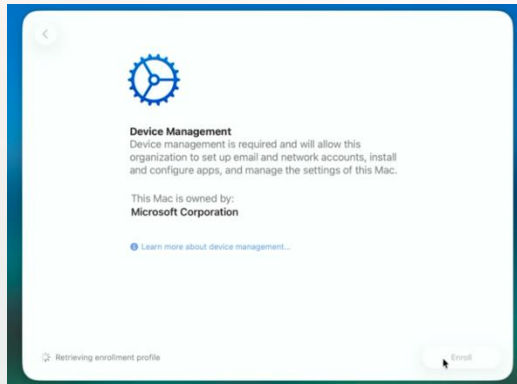 Device Management
Device management is required and will allow this
organization to set up email and network accounts, install
and configure apps, and manage the settings of this Mac.
This Mac is owned by:
Microsoft Corporation
Learn more about device management...
Retrieving enrollment profile
Enroll